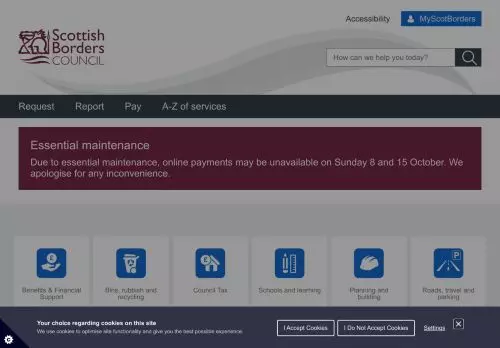 Accessibility
MyScotBorders
Scottish
Borders
COUNCIL
How can we help you today?
Request Report Pay A-Z of services
Essential maintenance
Due to essential maintenance, online payments may be unavailable on Sunday 8 and 15 October. We
apologise for any inconvenience.
Benefits & Financial
Support
Bins, rubbish and
recycling
Council Tax
Schools and learning
Planning and
building
P
Roads, travel and
parking
Your choice regarding cookies on this site
We use cookies to optimise site functionality and give you the best possible experience.
I Accept Cookies
I Do Not Accept Cookies
Settings